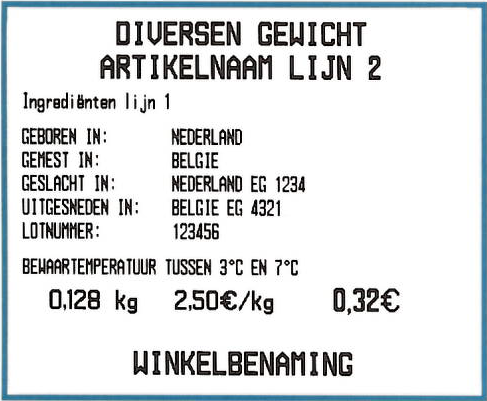 DIVERSEN GEWICHT
ARTIKELNAAM LIJN 2
Ingrediënten lijn 1
GEBOREN IN: NEDERLAND
GEMEST IN: BELGIE
GESLACHT IN: NEDERLAND EG 1234
UITGESNEDEN IN: BELGIE EG 4321
LOTNUMMER: 123456
BEWAARTEMPERATUUR TUSSEN 3°C EN 7°C
0,128 kg 2,50€/kg 0,32€
WINKELBENAMING